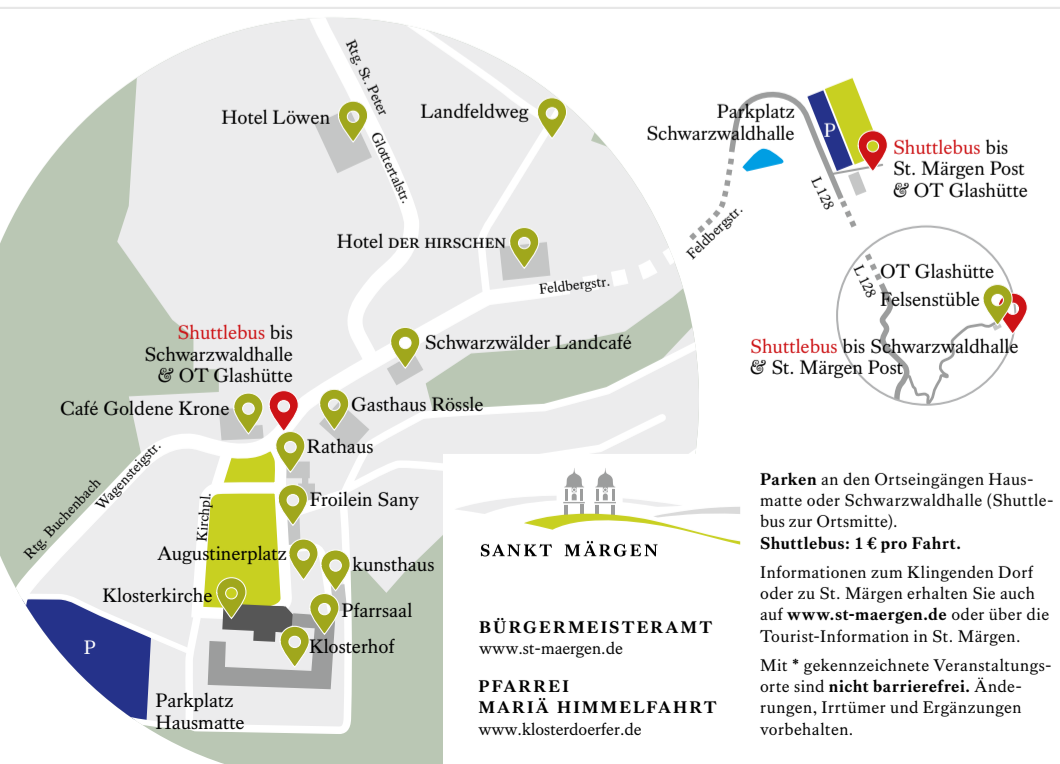 Rtg. St. Peter
Glottertalstr.
Hotel Löwen
Landfeldweg
Hotel DER HIRSCHEN
Feldbergstr.
Shuttlebus bis
Schwarzwaldhalle
& OT Glashütte
Schwarzwälder Landcafé
Café Goldene Krone
Gasthaus Rössle
Rathaus
Wagensteigstr.
Rtg. Buchenbach
Kirchpl.
Froilein Sany
Augustinerplatz
kunsthaus
Klosterkirche
Pfarrsaal
Klosterhof
P
Parkplatz
Hausmatte
Parkplatz
Schwarzwaldhalle
P
Shuttlebus bis
St. Märgen Post
& OT Glashütte
L 128
Feldbergstr.
L 128
OT Glashütte
Felsenstüble
Shuttlebus bis Schwarzwaldhalle
& St. Märgen Post
SANKT MÄRGEN
BÜRGERMEISTERAMT
www.st-maergen.de
PFARREI
MARIÄ HIMMELFAHRT
www.klosterdoerfer.de
Parken an den Ortseingängen Haus-
matte oder Schwarzwaldhalle (Shuttle-
bus zur Ortsmitte).
Shuttlebus: 1 € pro Fahrt.
Informationen zum Klingenden Dorf
oder zu St. Märgen erhalten Sie auch
auf www.st-maergen.de oder über die
Tourist-Information in St. Märgen.
Mit * gekennzeichnete Veranstaltungs-
orte sind nicht barrierefrei. Ände-
rungen, Irrtümer und Ergänzungen
vorbehalten.